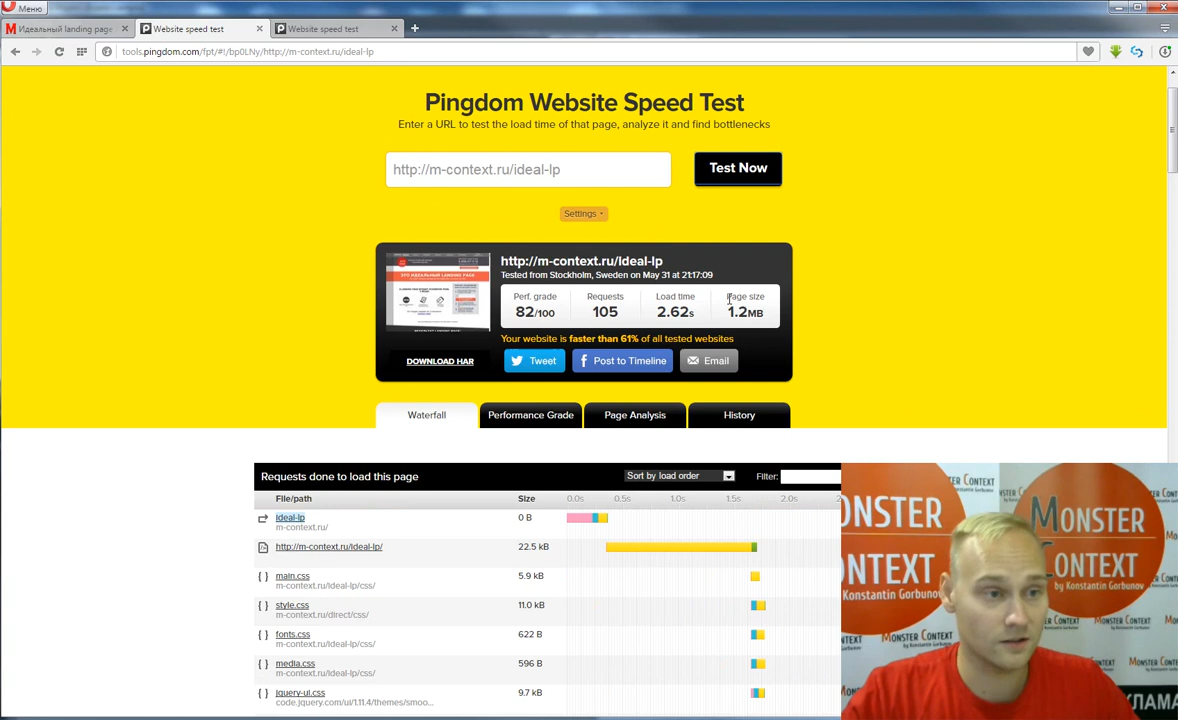 Меню
Идеальный landing page
Website speed test
Website speed test
tools.pingdom.com/fpt/#!/bp0LNy/http://m-context.ru/ideal-lp
Pingdom Website Speed Test
Enter a URL to test the load time of that page, analyze it and find bottlenecks
http://m-context.ru/ideal-lp
Test Now
Settings
ЭТО ИДЕАЛЬНЫЙ LANDING PAGE
http://m-context.ru/ideal-lp
Tested from Stockholm, Sweden on May 31 at 21:17:09
Perf. grade Requests Load time Page size
82/100 105 2.62s 1.2MB
Your website is faster than 61% of all tested websites
DOWNLOAD HAR
Tweet Post to Timeline Email
Waterfall Performance Grade Page Analysis History
Requests done to load this page
Sort by load order
Filter:
File/path Size 0.0s 0.5s 1.0s 1.5s 2.0s
ideal-lp 0 B
m-context.ru/
http://m-context.ru/ideal-lp/ 22.5 kB
main.css 5.9 kB
m-context.ru/ideal-lp/css/
style.css 11.0 kB
m-context.ru/direct/css/
fonts.css 622 B
m-context.ru/ideal-lp/css/
media.css 596 B
m-context.ru/ideal-lp/css/
jquery-ui.css 9.7 kB
code.jquery.com/ui/1.11.4/themes/smoo...
ONSTER
ONTEXT
by Konstantin Gorbunov
MONSTER
CONTEXT
by Konstantin Gorbunov
MONSTER CONTEXT
КЛАМА